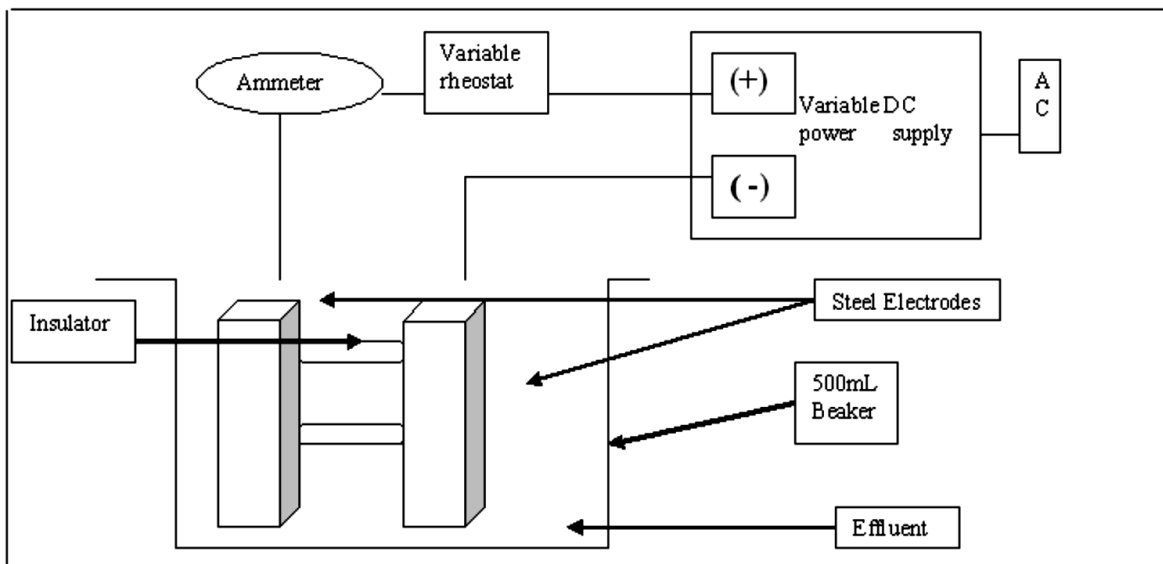 Ammeter
Variable
rheostat
(+)
(-)
Variable DC
power supply
A
C
Insulator
Steel Electrodes
500mL
Beaker
Effluent